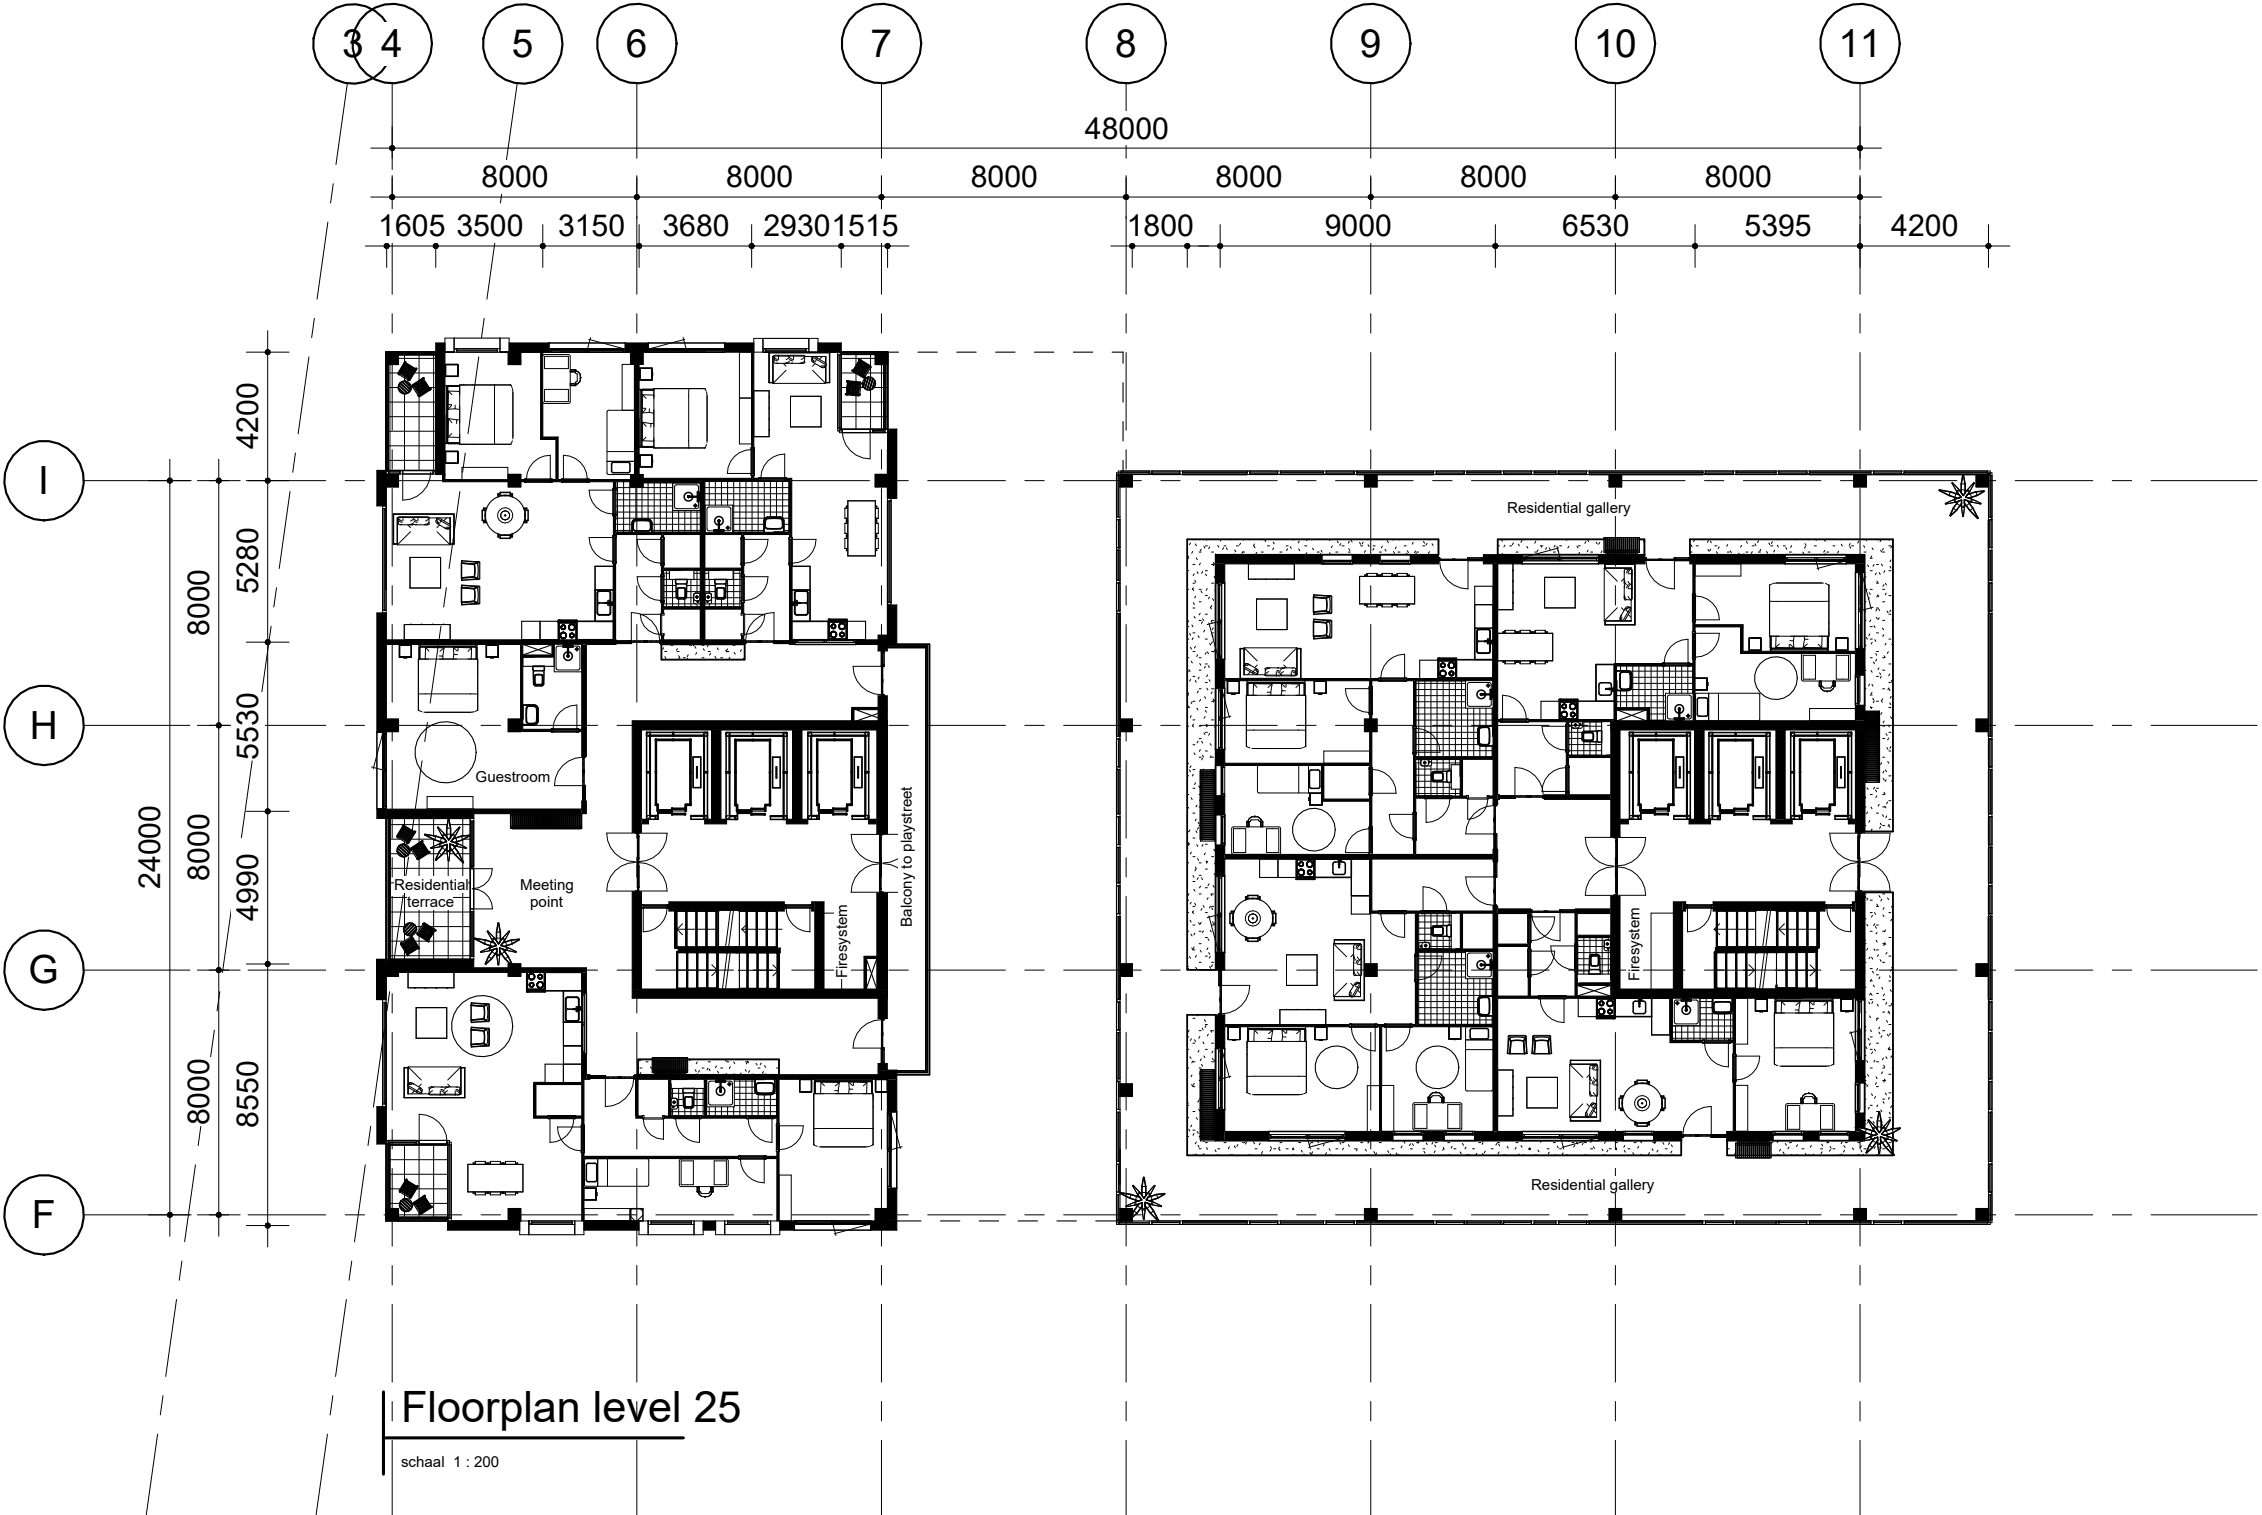 3 4 5 6 7 8 9 10 11
48000
8000 8000 8000 8000 8000 8000
1605 3500 3150 3680 2930 1515 1800 9000 6530 5395 4200
4200
I
Residential gallery
5280
8000
H
5530
Guestroom
24000
8000
4990
Balcony to playstreet
Residential
terrace
Meeting
point
Firesystem
Firesystem
G
8000
8550
Residential gallery
F
Floorplan level 25
schaal 1 : 200